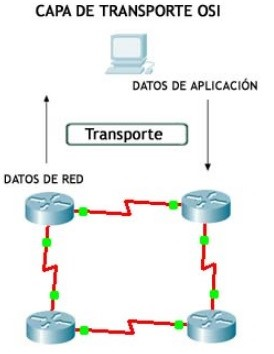 CAPA DE TRANSPORTE OSI
DATOS DE APLICACIÓN
Transporte
DATOS DE RED